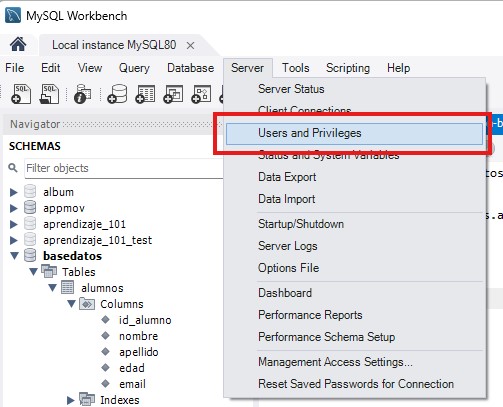 MySQL Workbench
Local instance MySQL80
File Edit View Query Database Server Tools Scripting Help
Navigator
SCHEMAS
Filter objects
album
appmov
aprendizaje_101
aprendizaje_101_test
basedatos
Tables
alumnos
Columns
id_alumno
nombre
apellido
edad
email
Indexes
Server Status
Client Connections
Users and Privileges
Status and System Variables
Data Export
Data Import
Startup/Shutdown
Server Logs
Options File
Dashboard
Performance Reports
Performance Schema Setup
Management Access Settings...
Reset Saved Passwords for Connection